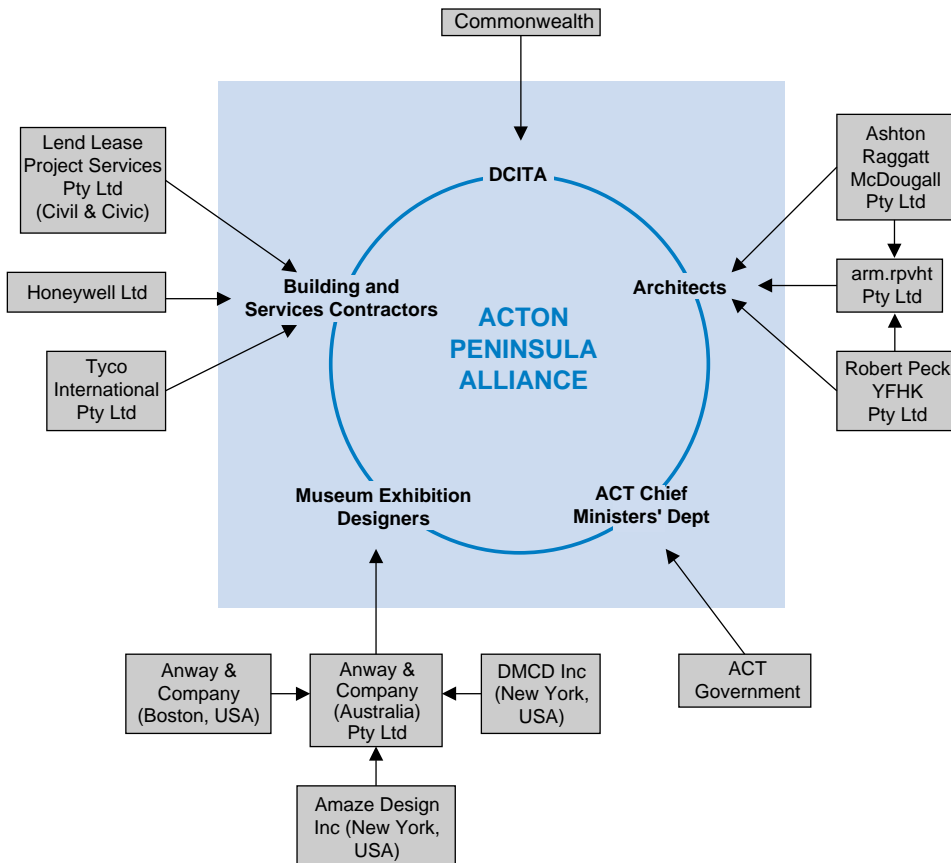 Commonwealth
Lend Lease
Project Services
Pty Ltd
(Civil & Civic)
Ashton
Raggatt
McDougall
Pty Ltd
DCITA
Honeywell Ltd
Building and
Services Contractors
Architects
arm.rpvht
Pty Ltd
ACTON
PENINSULA
ALLIANCE
Tyco
International
Pty Ltd
Robert Peck
YFHK
Pty Ltd
Museum Exhibition
Designers
ACT Chief
Ministers' Dept
Anway &
Company
(Boston, USA)
Anway &
Company
(Australia)
Pty Ltd
DMCD Inc
(New York,
USA)
ACT
Government
Amaze Design
Inc (New York,
USA)